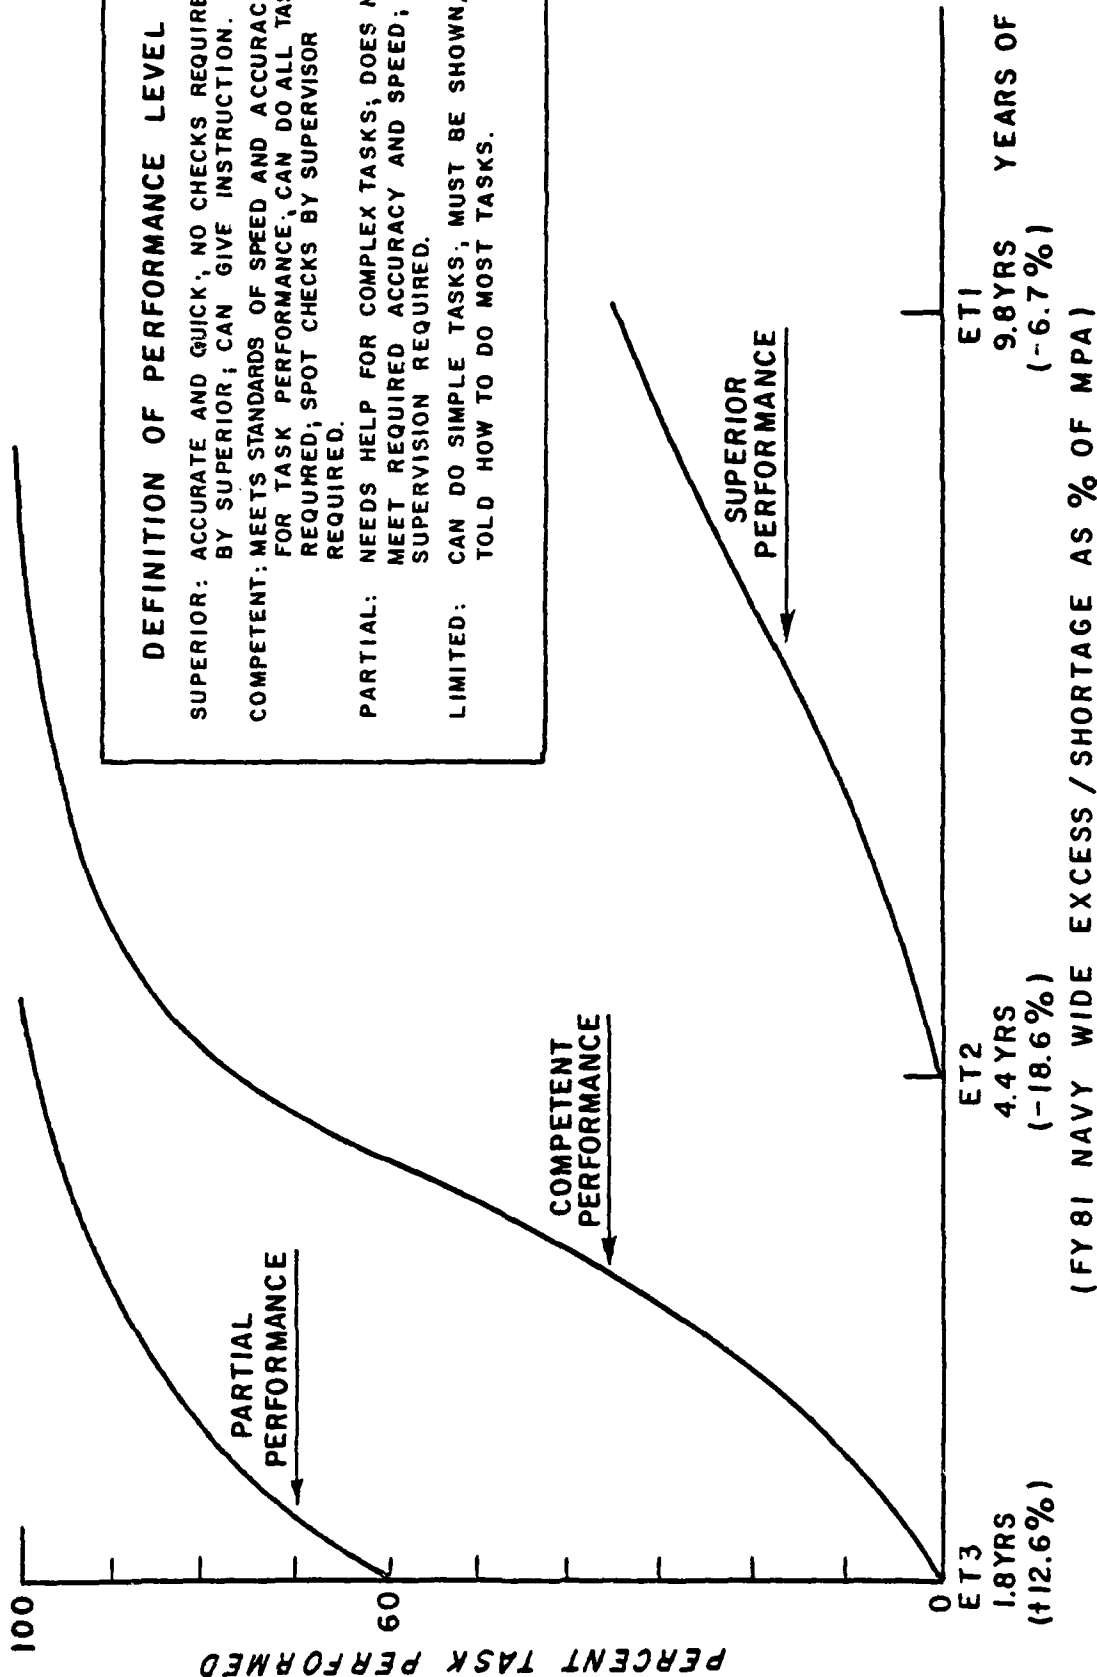 DEFINITION OF PERFORMANCE LEVEL
SUPERIOR: ACCURATE AND QUICK; NO CHECKS REQUIRE
BY SUPERIOR; CAN GIVE INSTRUCTION.
COMPETENT: MEETS STANDARDS OF SPEED AND ACCURAC
FOR TASK PERFORMANCE; CAN DO ALL TAS
REQUIRED; SPOT CHECKS BY SUPERVISOR
REQUIRED.
PARTIAL: NEEDS HELP FOR COMPLEX TASKS; DOES N
MEET REQUIRED ACCURACY AND SPEED;
SUPERVISION REQUIRED.
LIMITED: CAN DO SIMPLE TASKS; MUST BE SHOWN/
TOLD HOW TO DO MOST TASKS.
PERCENT TASK PERFORMED
100
60
0
PARTIAL
PERFORMANCE
COMPETENT
PERFORMANCE
SUPERIOR
PERFORMANCE
ET3
1.8YRS
(+12.6%)
ET2
4.4YRS
(-18.6%)
ET1
9.8YRS
(-6.7%)
YEARS OF
(FY81 NAVY WIDE EXCESS/SHORTAGE AS % OF MPA)